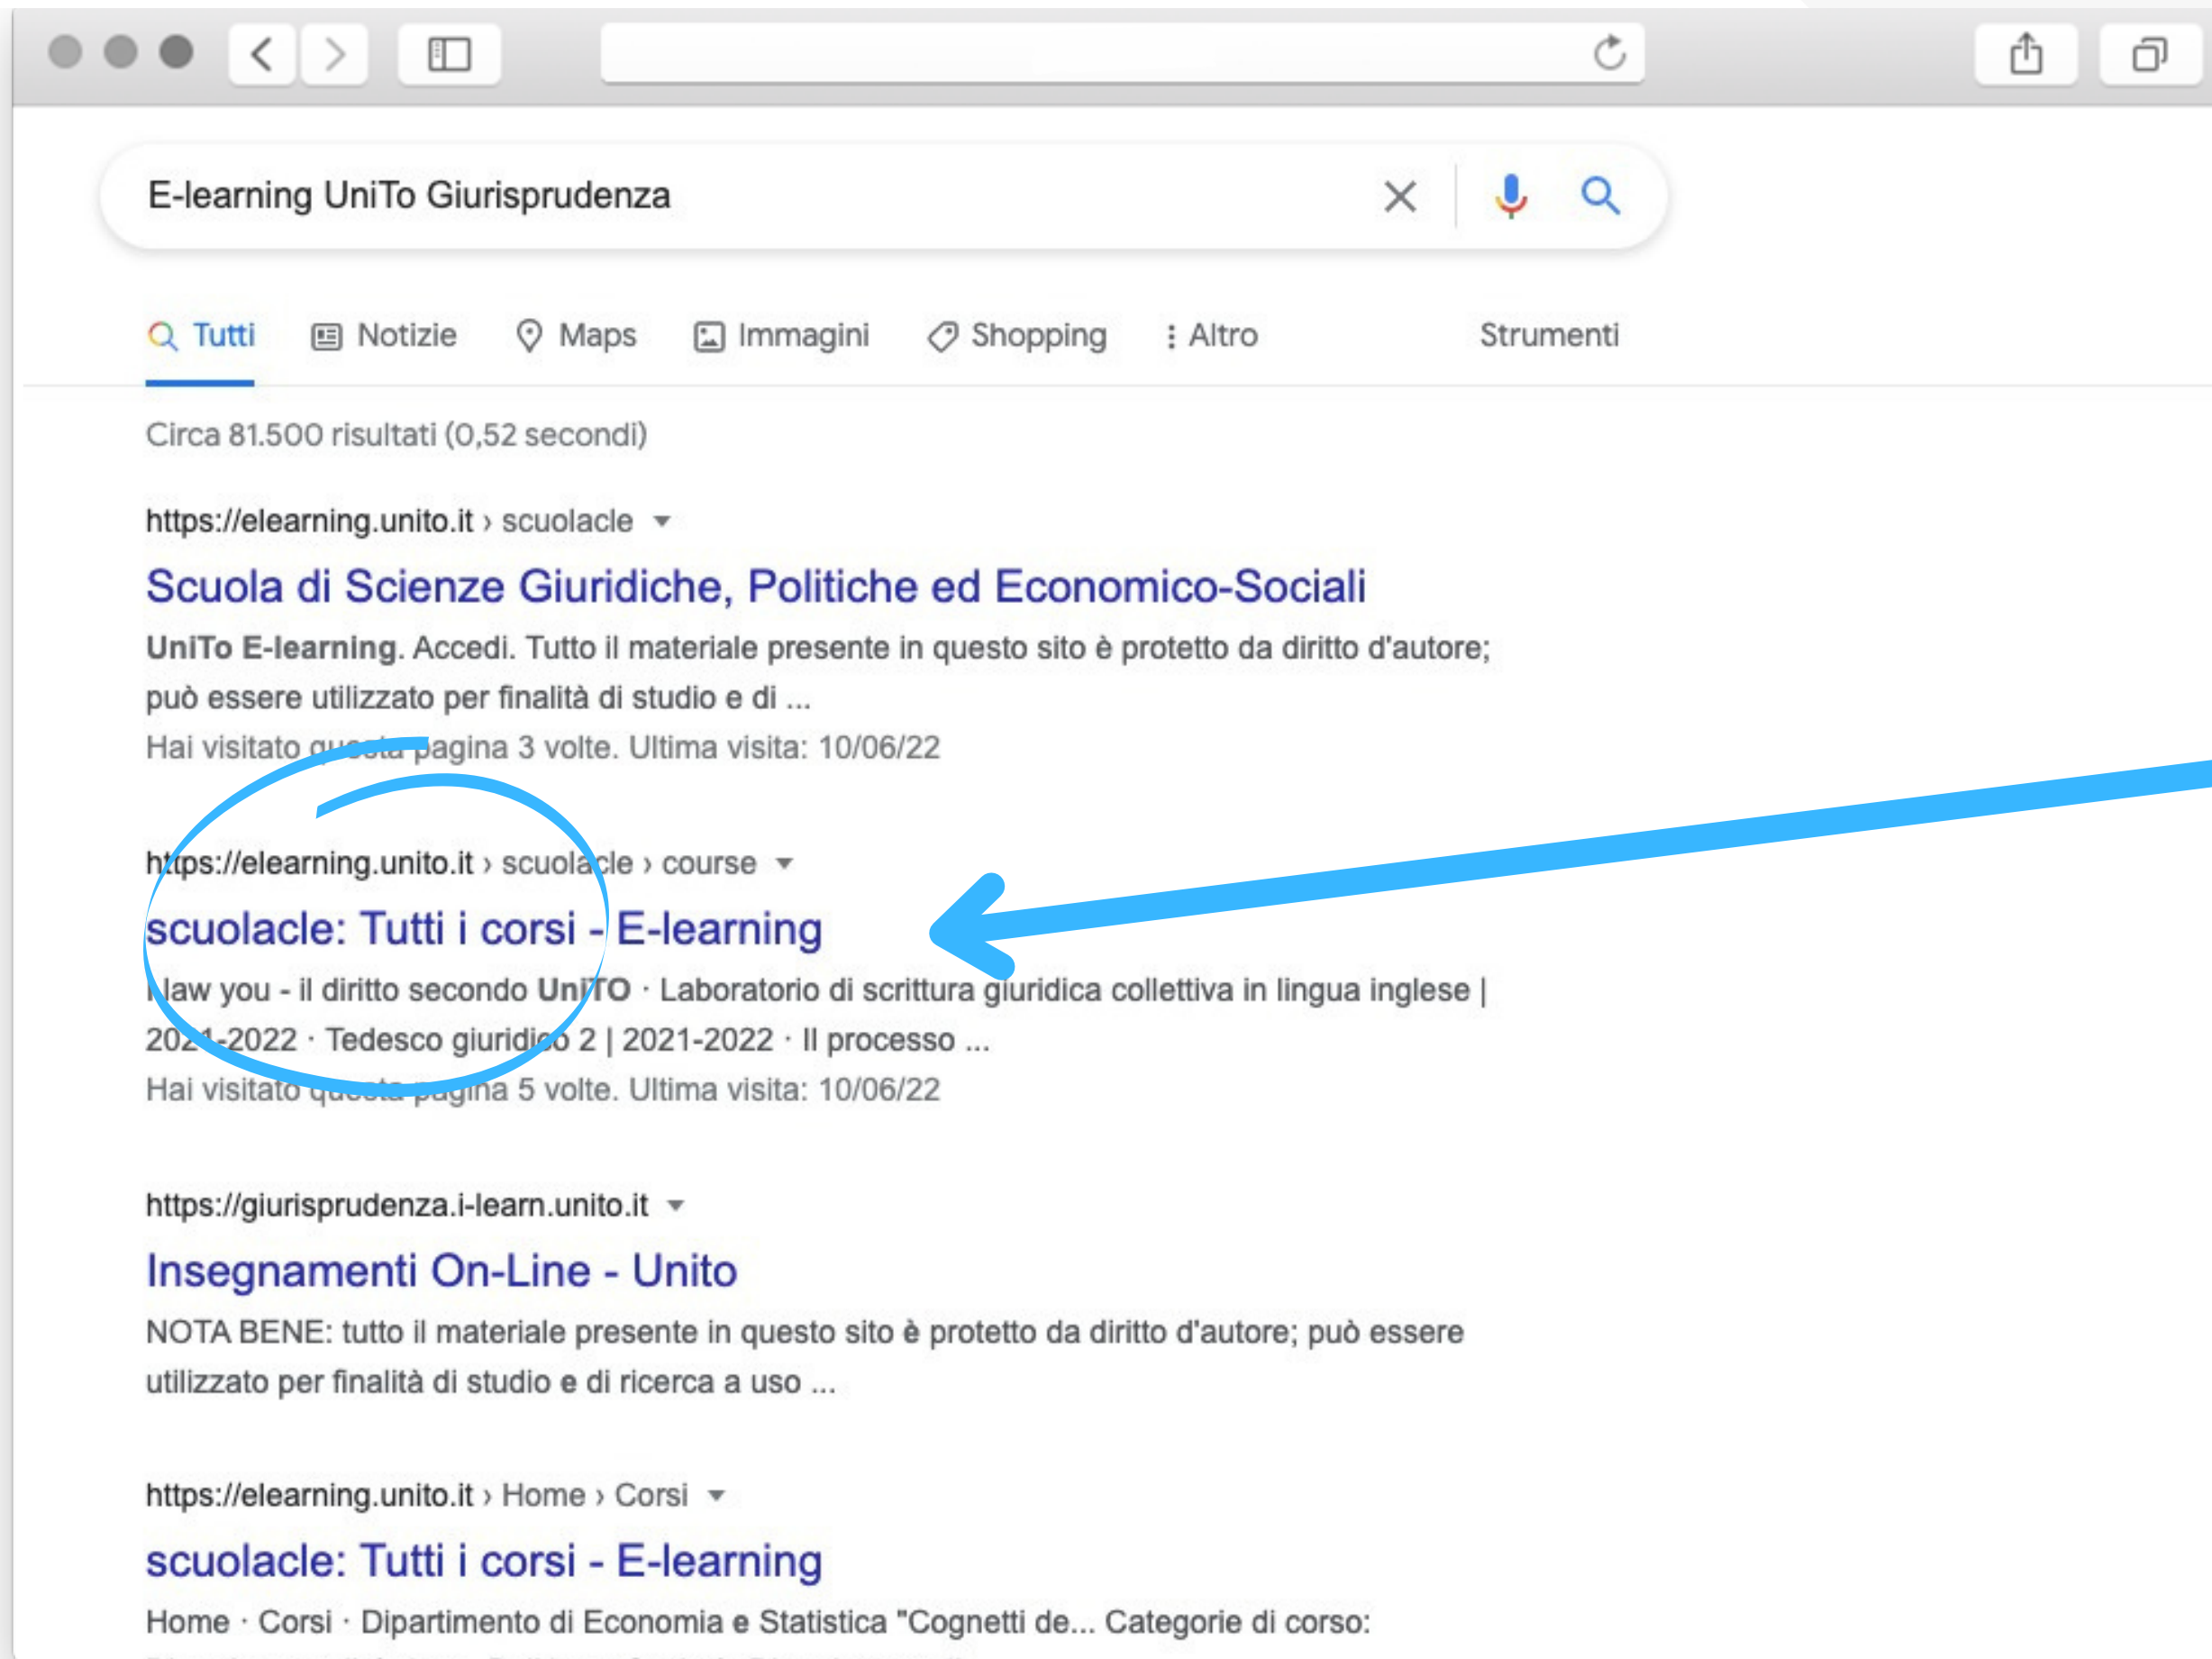 E-learning UniTo Giurisprudenza
Tutti Notizie Maps Immagini Shopping Altro Strumenti
Circa 81.500 risultati (0,52 secondi)
https://elearning.unito.it › scuolacle
Scuola di Scienze Giuridiche, Politiche ed Economico-Sociali
UniTo E-learning. Accedi. Tutto il materiale presente in questo sito è protetto da diritto d'autore;
può essere utilizzato per finalità di studio e di ...
Hai visitato questa pagina 3 volte. Ultima visita: 10/06/22
https://elearning.unito.it › scuolacle › course
scuolacle: Tutti i corsi - E-learning
law you - il diritto secondo UniTO · Laboratorio di scrittura giuridica collettiva in lingua inglese |
2021-2022 · Tedesco giuridico 2 | 2021-2022 · Il processo ...
Hai visitato questa pagina 5 volte. Ultima visita: 10/06/22
https://giurisprudenza.i-learn.unito.it
Insegnamenti On-Line - Unito
NOTA BENE: tutto il materiale presente in questo sito è protetto da diritto d'autore; può essere
utilizzato per finalità di studio e di ricerca a uso ...
https://elearning.unito.it › Home › Corsi
scuolacle: Tutti i corsi - E-learning
Home · Corsi · Dipartimento di Economia e Statistica "Cognetti de... Categorie di corso: